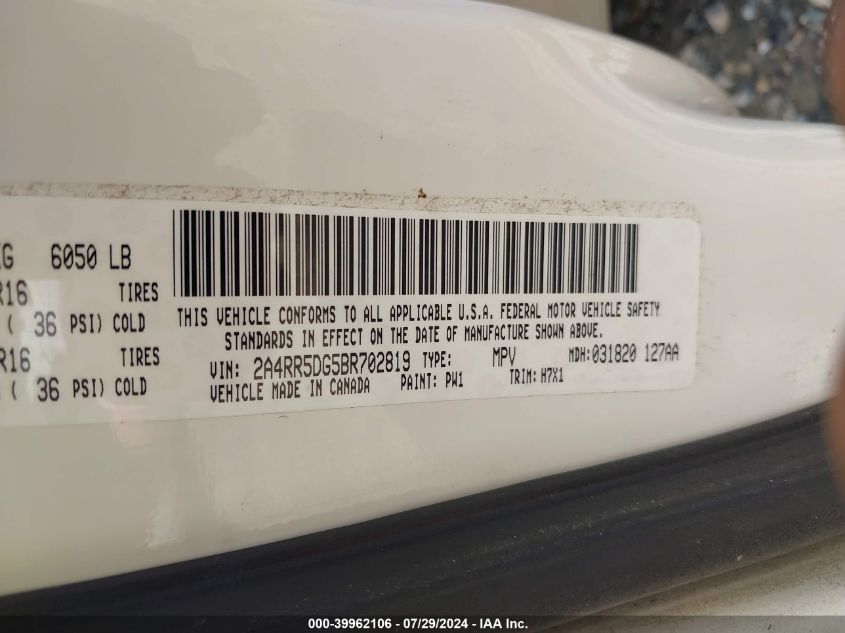 6050 LB
R16 TIRES
( 36 PSI) COLD
R16 TIRES
( 36 PSI) COLD
THIS VEHICLE CONFORMS TO ALL APPLICABLE U.S.A. FEDERAL MOTOR VEHICLE SAFETY
STANDARDS IN EFFECT ON THE DATE OF MANUFACTURE SHOWN ABOVE.
VIN: 2A4RR5DG5BR702819 TYPE: MPV MDH: 031820 127AA
VEHICLE MADE IN CANADA PAINT: PW1 TRIM: H7X1
000-39962106 / 07/29/2024 - IAA Inc.